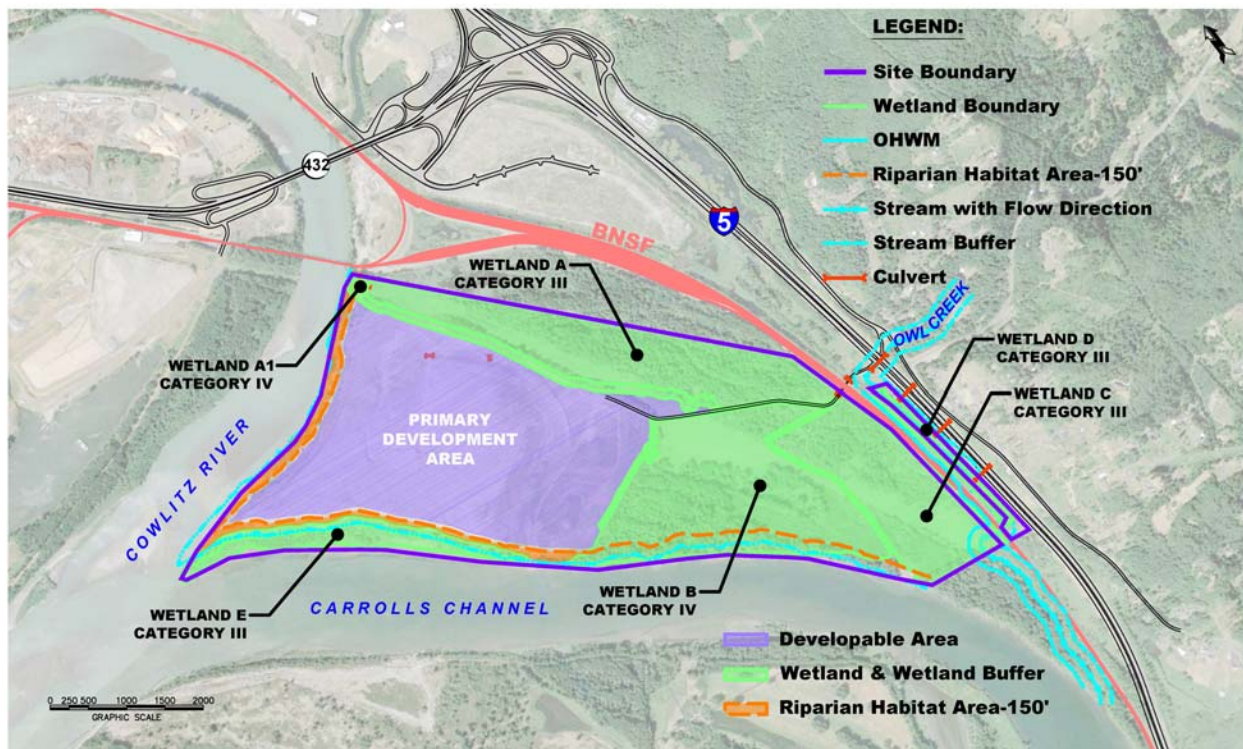 LEGEND:
Site Boundary
Wetland Boundary
OHWM
Riparian Habitat Area-150'
Stream with Flow Direction
Stream Buffer
Culvert
432
5
BNSF
WETLAND A
CATEGORY III
OWL CREEK
WETLAND D
CATEGORY III
WETLAND A1
CATEGORY IV
WETLAND C
CATEGORY III
PRIMARY
DEVELOPMENT
AREA
COWLITZ RIVER
WETLAND E
CATEGORY III
CARROLLS CHANNEL
WETLAND B
CATEGORY IV
Developable Area
Wetland & Wetland Buffer
Riparian Habitat Area-150'
0 250 500 1000 1500 2000
GRAPHIC SCALE